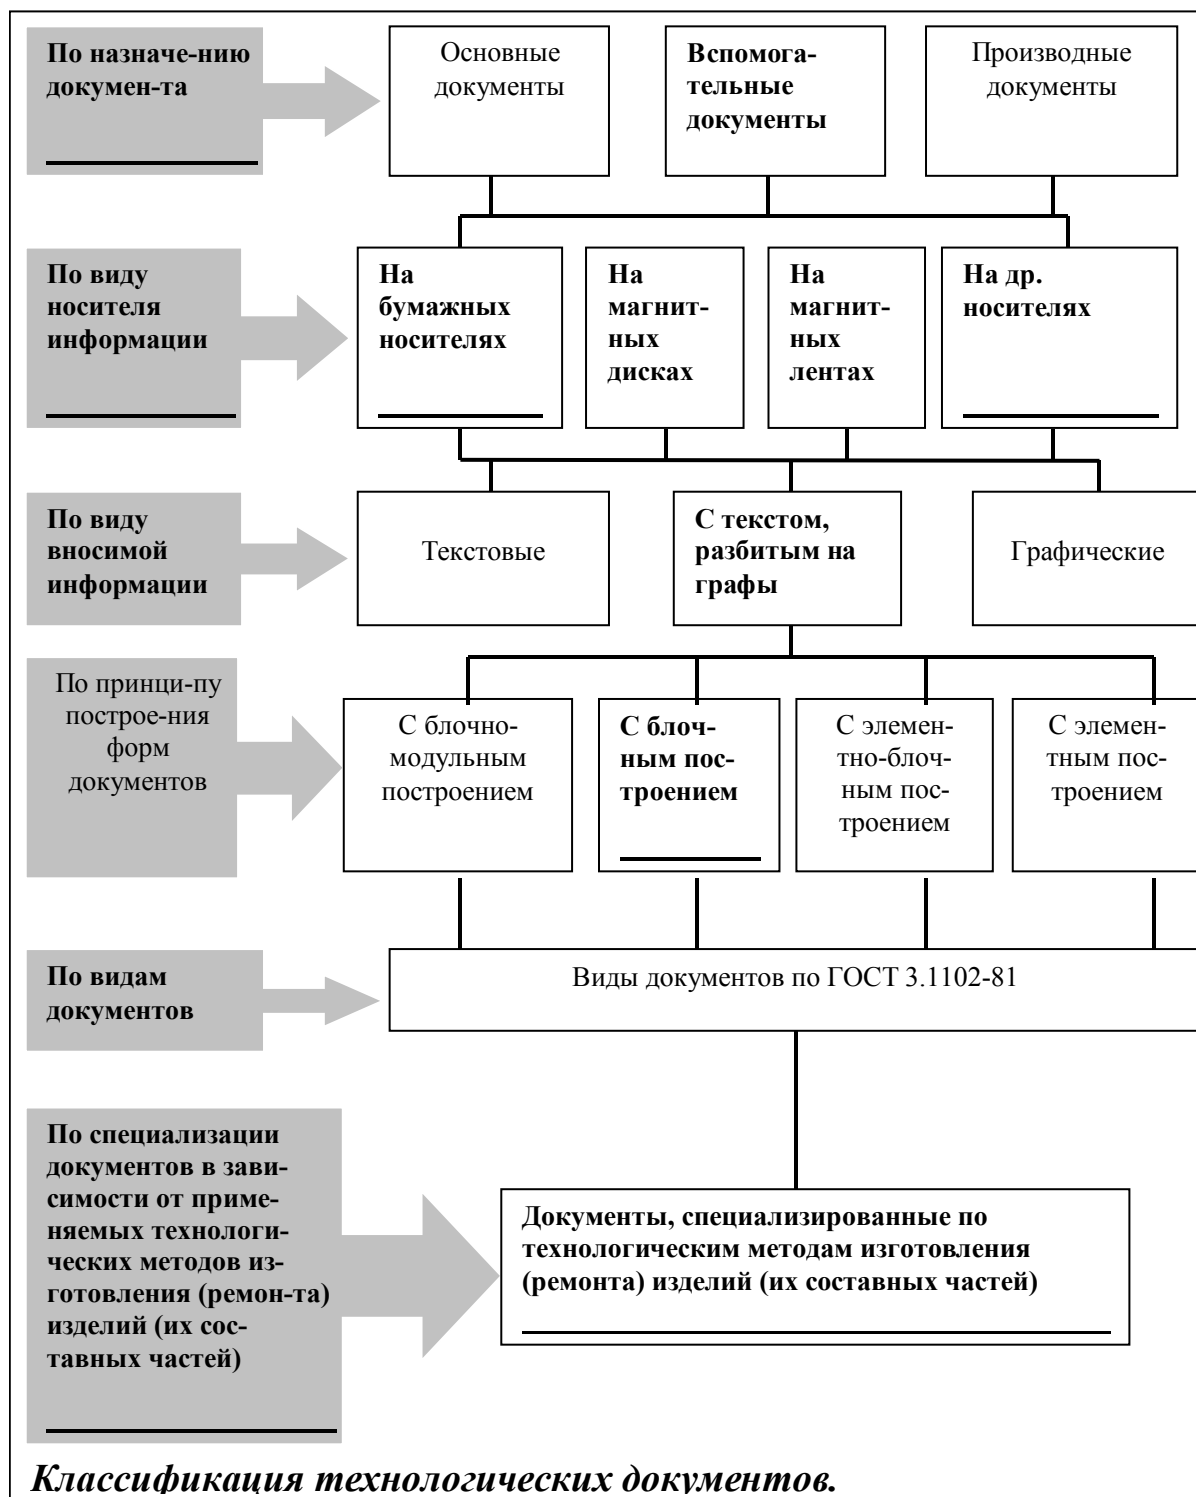 По назначе-нию
докумен-та
Основные
документы
Вспомога-
тельные
документы
Производные
документы
По виду
носителя
информации
На
бумажных
носителях
На
магнит-
ных
дисках
На
магнит-
ных
лентах
На др.
носителях
По виду
вносимой
информации
Текстовые
С текстом,
разбитым на
графы
Графические
По принци-пу
построе-ния
форм
документов
С блочно-
модульным
построением
С блоч-
ным пос-
троением
С элемен-
тно-блоч-
ным пос-
троением
С элемен-
тным пос-
троением
По видам
документов
Виды документов по ГОСТ 3.1102-81
По специализации
документов в зави-
симости от приме-
няемых технологи-
ческих методов из-
готовления (ремон-та)
изделий (их сос-
тавных частей)
Документы, специализированные по
технологическим методам изготовления
(ремонта) изделий (их составных частей)
Классификация технологических документов.